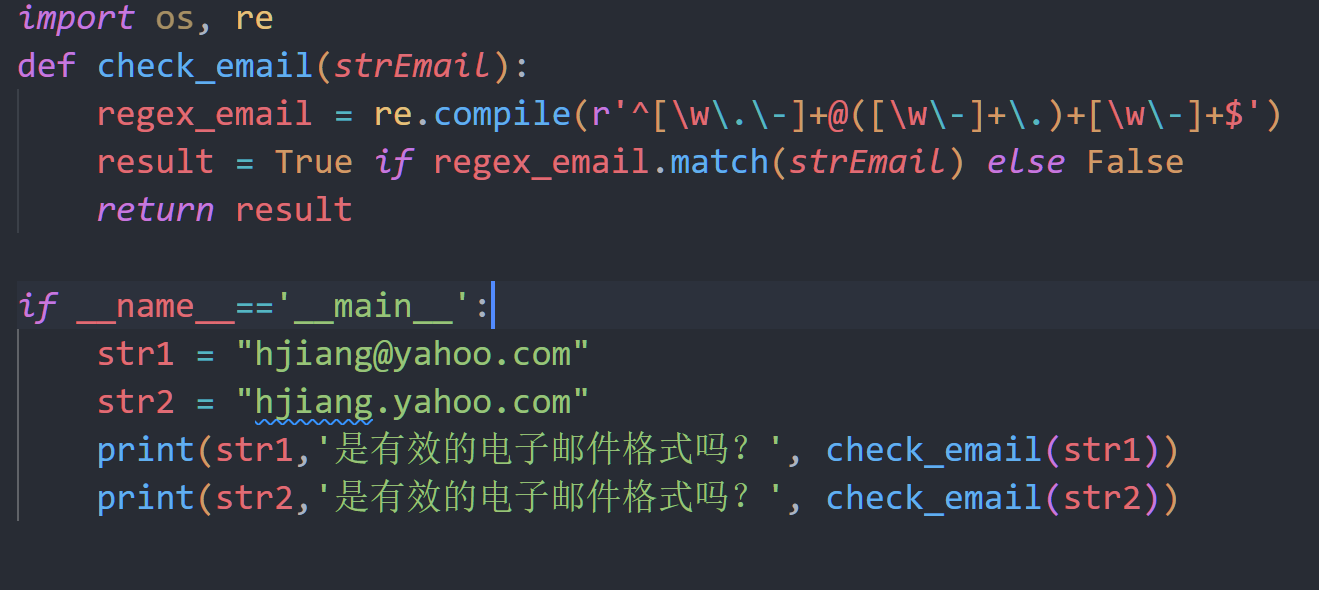 import os, re
def check_email(strEmail):
    regex_email = re.compile(r'^[\w\.\-]+@([\w\-]+\.)+[\w\-]+$')
    result = True if regex_email.match(strEmail) else False
    return result
if __name__=='__main__':
    str1 = "hjiang@yahoo.com"
    str2 = "hjiang.yahoo.com"
    print(str1,'是有效的电子邮件格式吗？', check_email(str1))
    print(str2,'是有效的电子邮件格式吗？', check_email(str2))